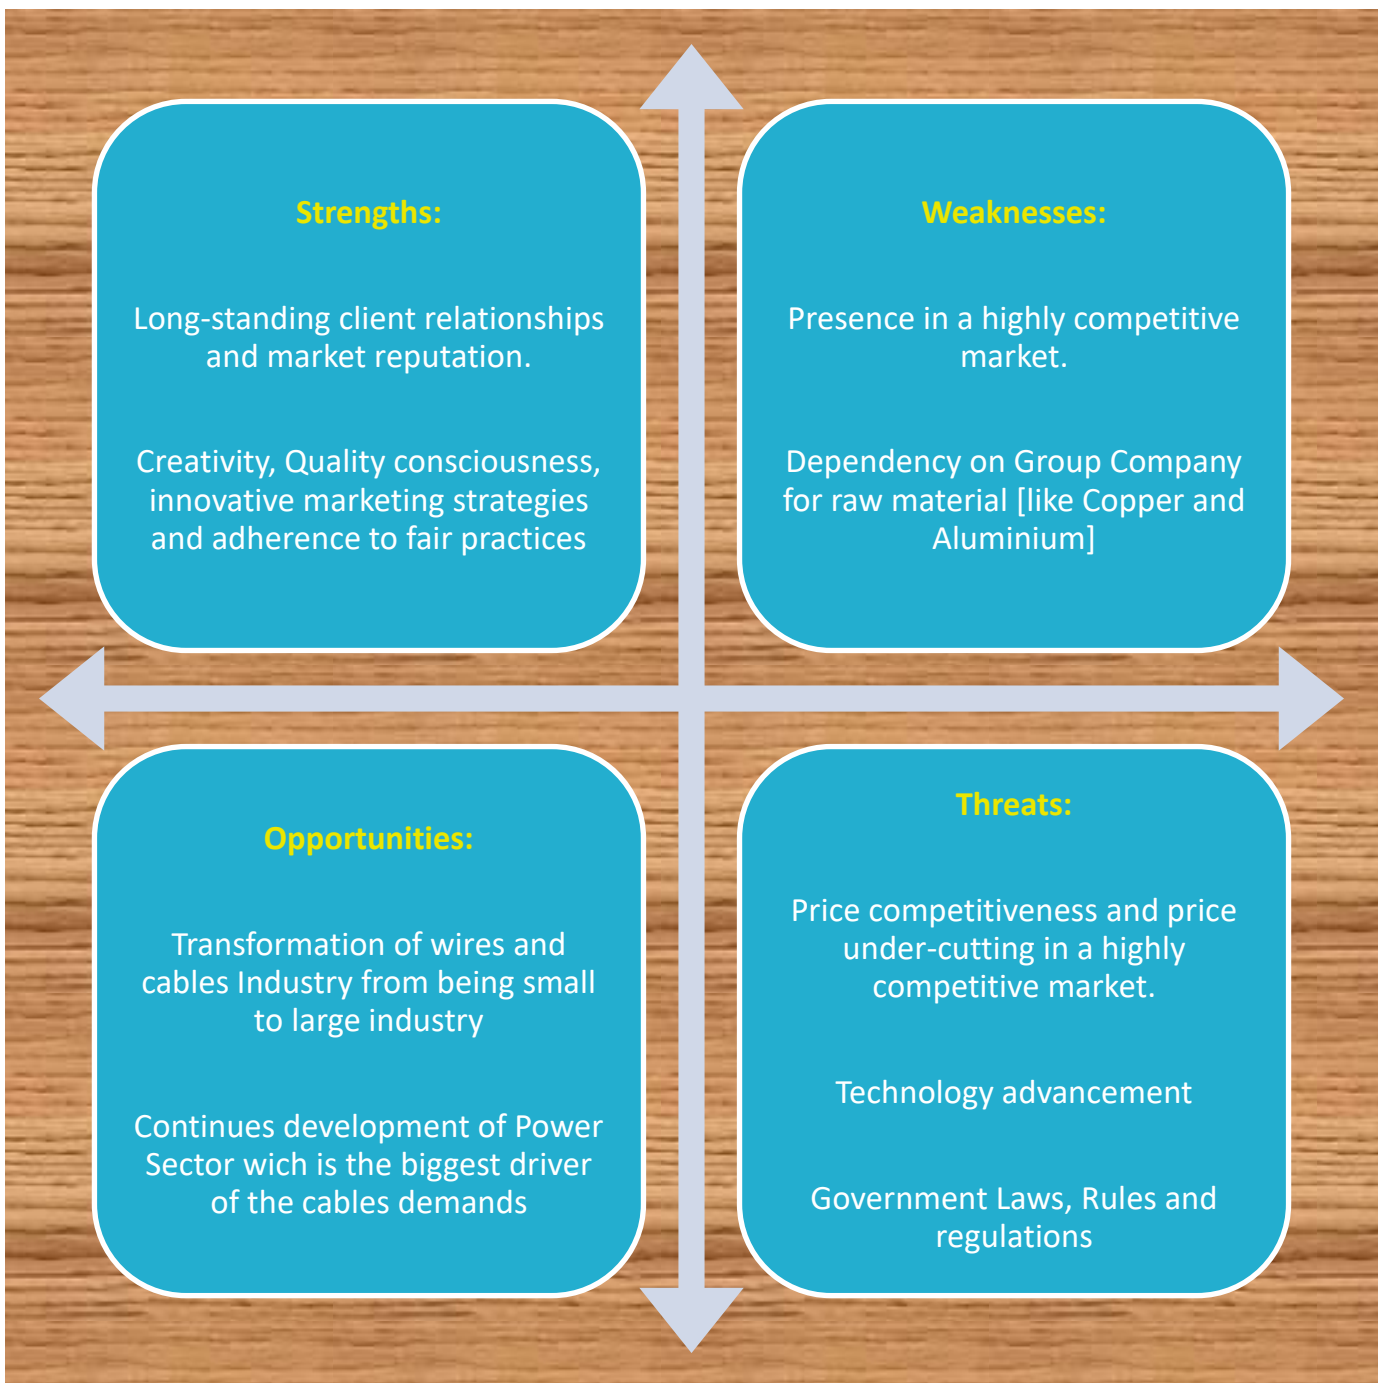 Strengths:
Long-standing client relationships
and market reputation.
Creativity, Quality consciousness,
innovative marketing strategies
and adherence to fair practices
Weaknesses:
Presence in a highly competitive
market.
Dependency on Group Company
for raw material [like Copper and
Aluminium]
Opportunities:
Transformation of wires and
cables Industry from being small
to large industry
Continues development of Power
Sector wich is the biggest driver
of the cables demands
Threats:
Price competitiveness and price
under-cutting in a highly
competitive market.
Technology advancement
Government Laws, Rules and
regulations